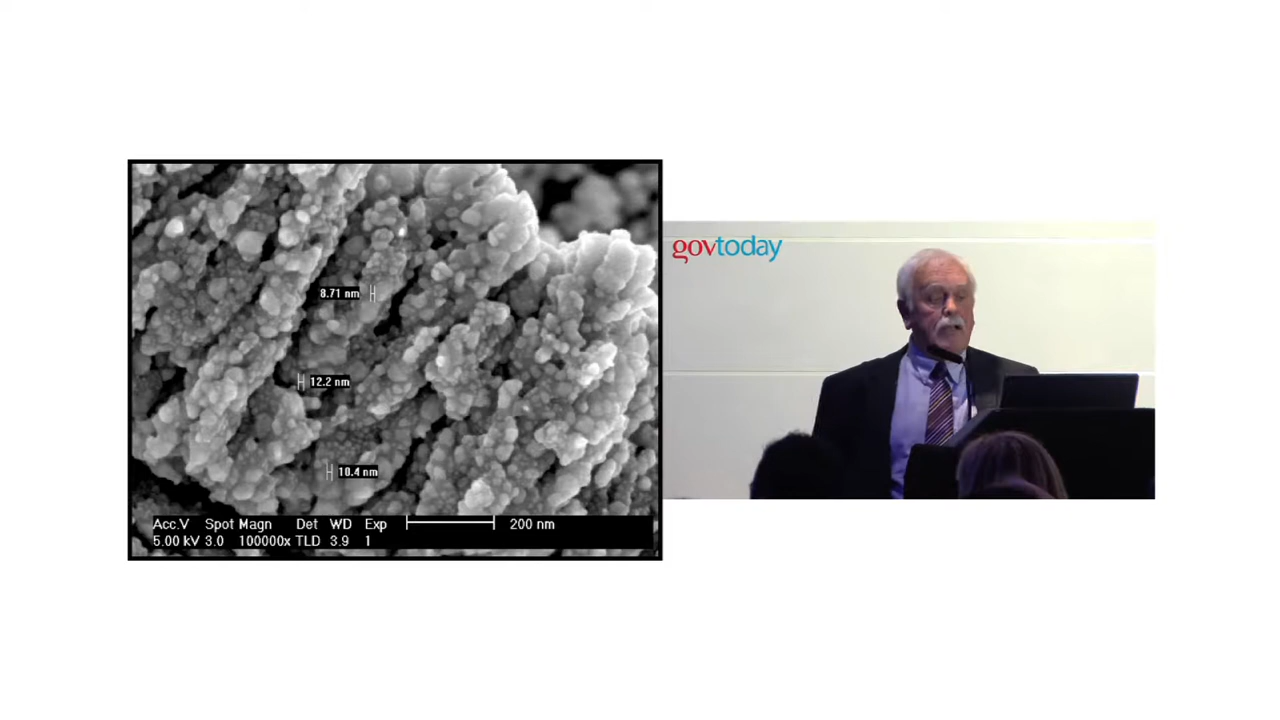 8.71 nm
12.2 nm
10.4 nm
Acc.V Spot Magn Det WD Exp 200 nm
5.00 kV 3.0 100000x TLD 3.9 1
govtoday